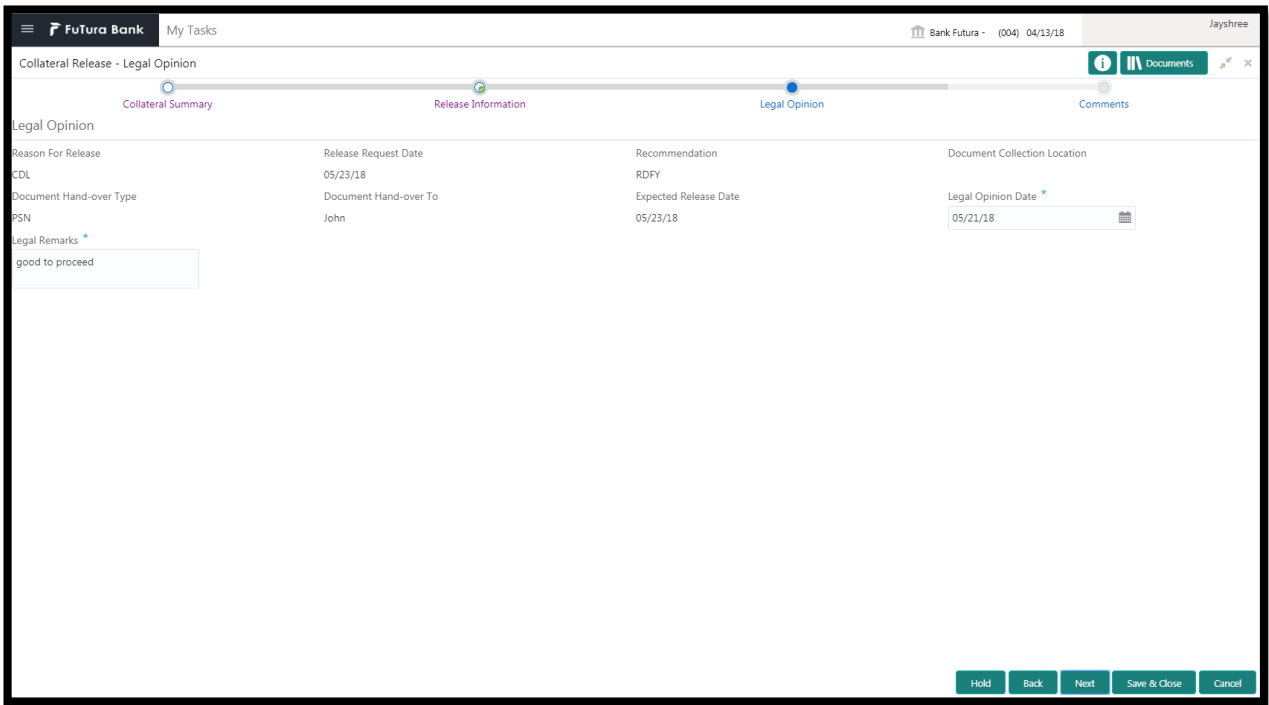 FuTura Bank My Tasks Bank Futura - (004) 04/13/18 Jayshree
Collateral Release - Legal Opinion Documents
Collateral Summary Release Information Legal Opinion Comments
Legal Opinion
Reason For Release Release Request Date Recommendation Document Collection Location
CDL 05/23/18 RDFY
Document Hand-over Type Document Hand-over To Expected Release Date Legal Opinion Date *
PSN John 05/23/18 05/21/18
Legal Remarks *
good to proceed
Hold Back Next Save & Close Cancel